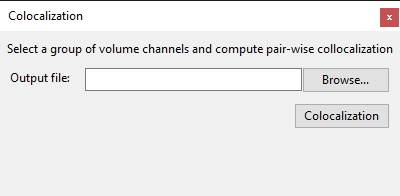 Colocalization
x
Select a group of volume channels and compute pair-wise collocalization
Output file:
Browse...
Colocalization